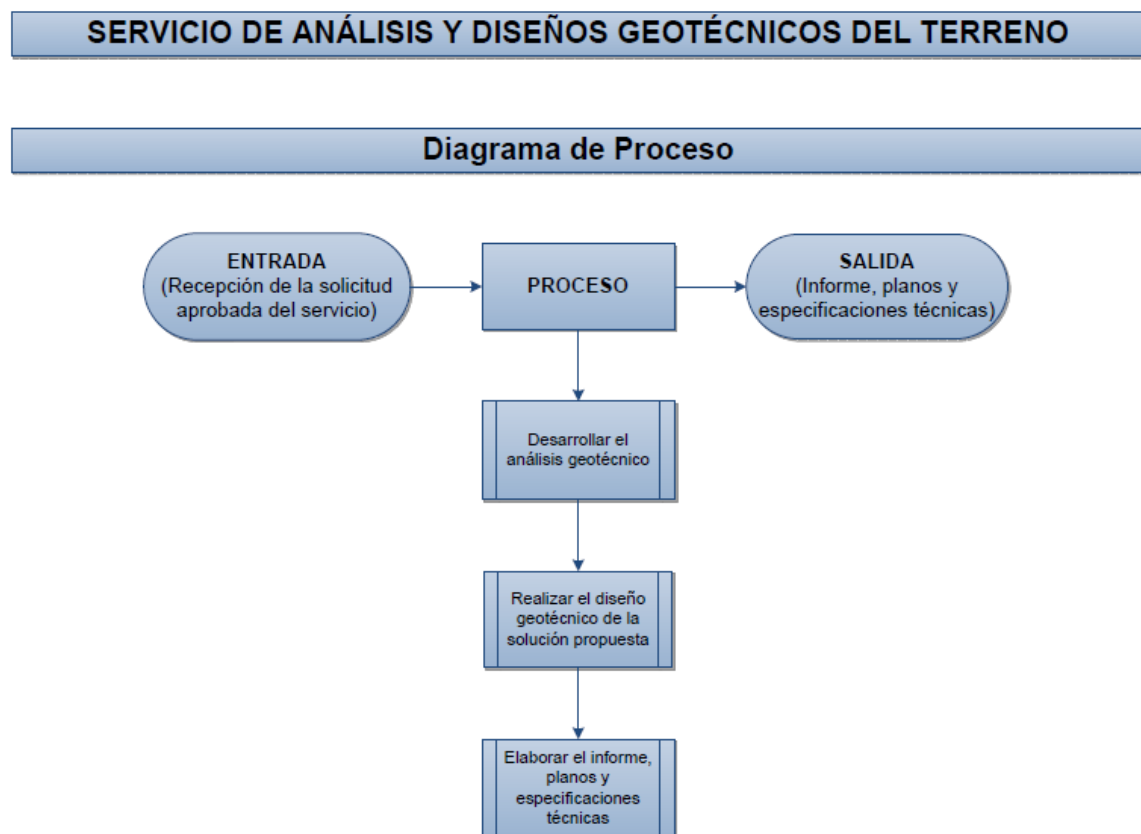 SERVICIO DE ANÁLISIS Y DISEÑOS GEOTÉCNICOS DEL TERRENO
Diagrama de Proceso
ENTRADA
(Recepción de la solicitud
aprobada del servicio)
PROCESO
SALIDA
(Informe, planos y
especificaciones técnicas)
Desarrollar el
análisis geotécnico
Realizar el diseño
geotécnico de la
solución propuesta
Elaborar el informe,
planos y
especificaciones
técnicas